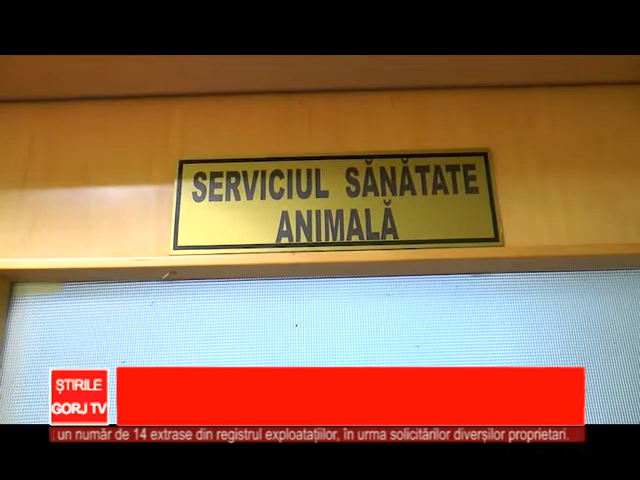 SERVICIUL SĂNĂTATE
ANIMALĂ
ȘTIRILE
GORJ TV
un număr de 14 extrase din registrul exploatațiilor, în urma solicitărilor diverșilor proprietari.